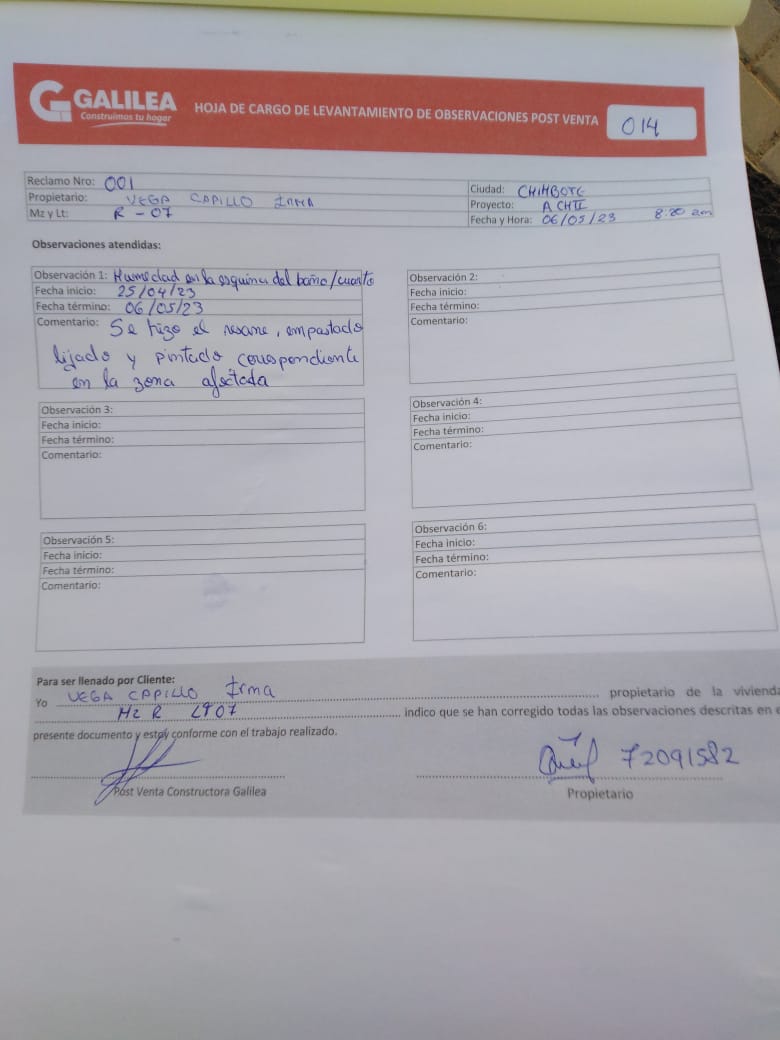 GALILEA
Construimos tu hogar
HOJA DE CARGO DE LEVANTAMIENTO DE OBSERVACIONES POST VENTA
014
Reclamo Nro: 001
Propietario: VEGA CAPILLO IRMA
Mz y Lt: R - 07
Ciudad: CHIMBOTE
Proyecto: ACHII
Fecha y Hora: 06/05/23 8:20 am
Observaciones atendidas:
Observación 1: Humedad en la esquina del baño/cuarto
Fecha inicio: 25/04/23
Fecha término: 06/05/23
Comentario: Se hizo el resane, empastado
lijado y pintado correspondiente
en la zona afectada
Observación 2:
Fecha inicio:
Fecha término:
Comentario:
Observación 3:
Fecha inicio:
Fecha término:
Comentario:
Observación 4:
Fecha inicio:
Fecha término:
Comentario:
Observación 5:
Fecha inicio:
Fecha término:
Comentario:
Observación 6:
Fecha inicio:
Fecha término:
Comentario:
Para ser llenado por Cliente:
Yo VEGA CAPILLO Irma propietario de la vivienda
Mz R LT07 indico que se han corregido todas las observaciones descritas en e
presente documento y estoy conforme con el trabajo realizado.
72091582
Post Venta Constructora Galilea
Propietario